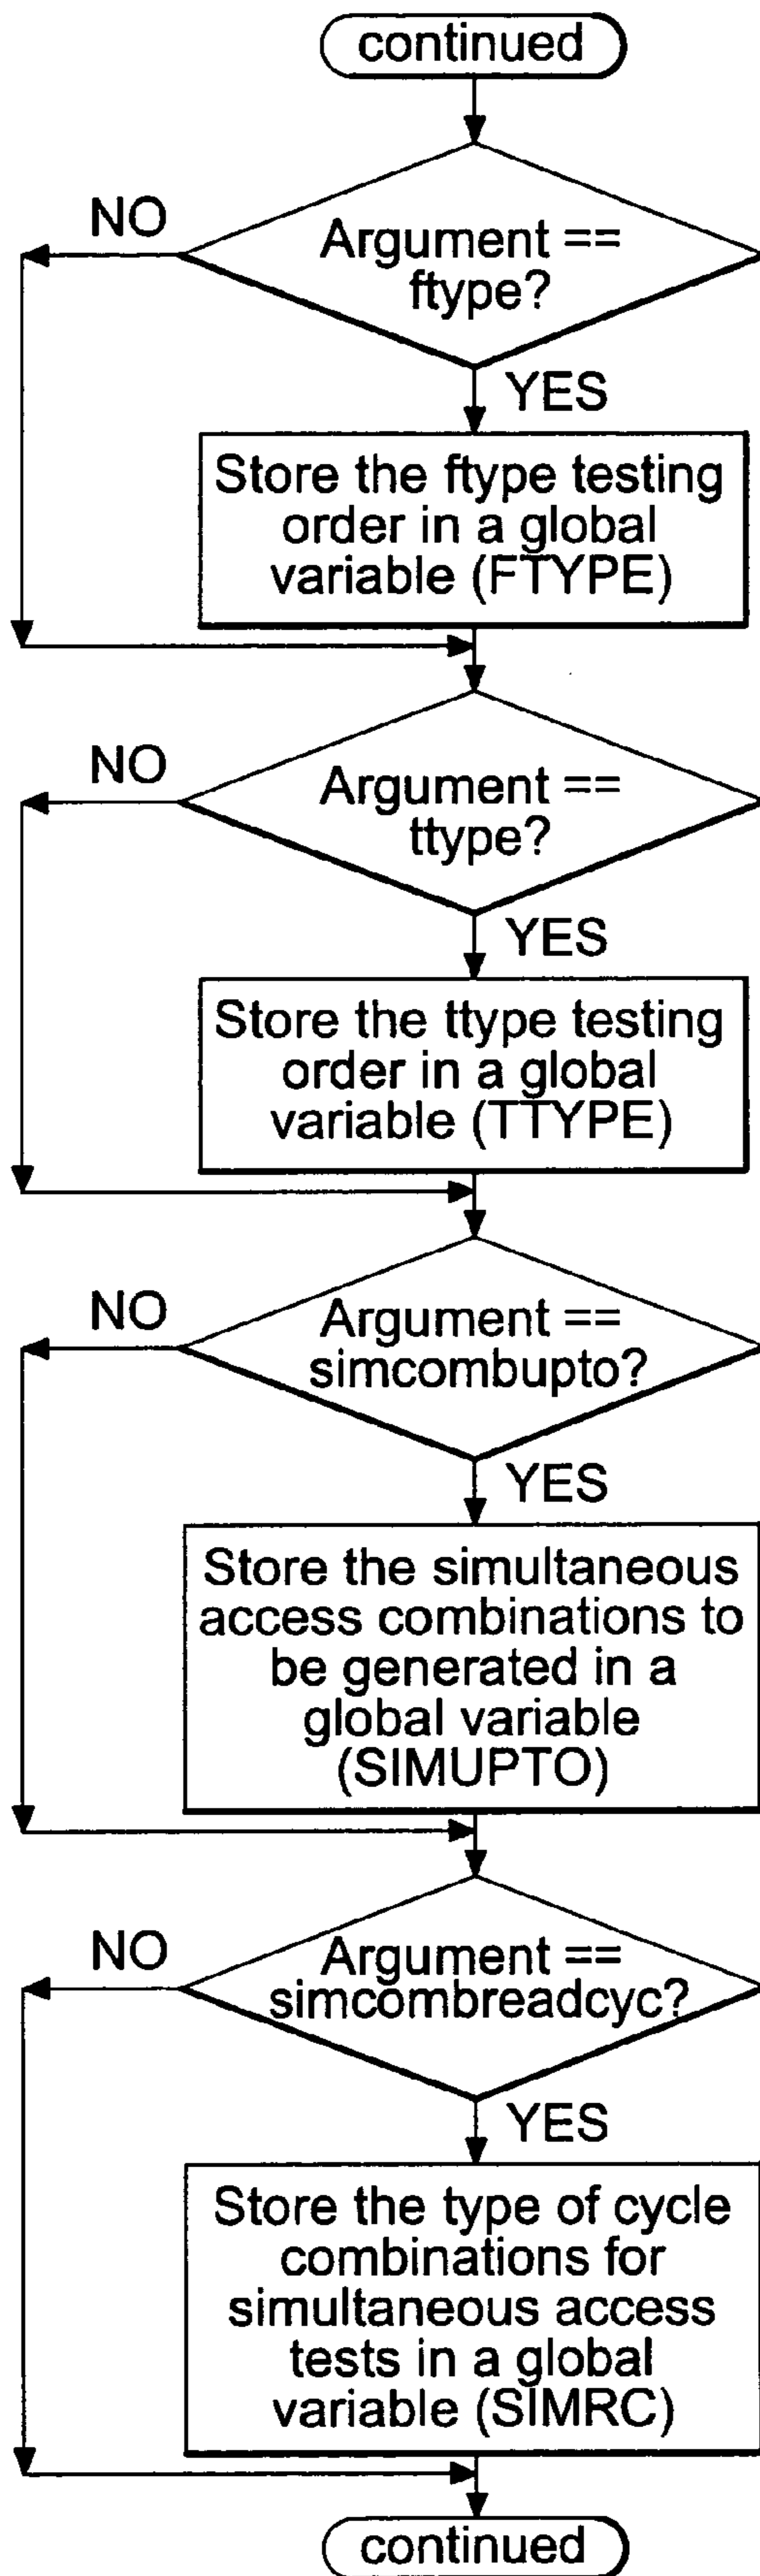 continued
NO
Argument ==
ftype?
YES
Store the ftype testing
order in a global
variable (FTYPE)
NO
Argument ==
ttype?
YES
Store the ttype testing
order in a global
variable (TTYPE)
NO
Argument ==
simcombupto?
YES
Store the simultaneous
access combinations to
be generated in a
global variable
(SIMUPTO)
NO
Argument ==
simcombreadcyc?
YES
Store the type of cycle
combinations for
simultaneous access
tests in a global
variable (SIMRC)
continued